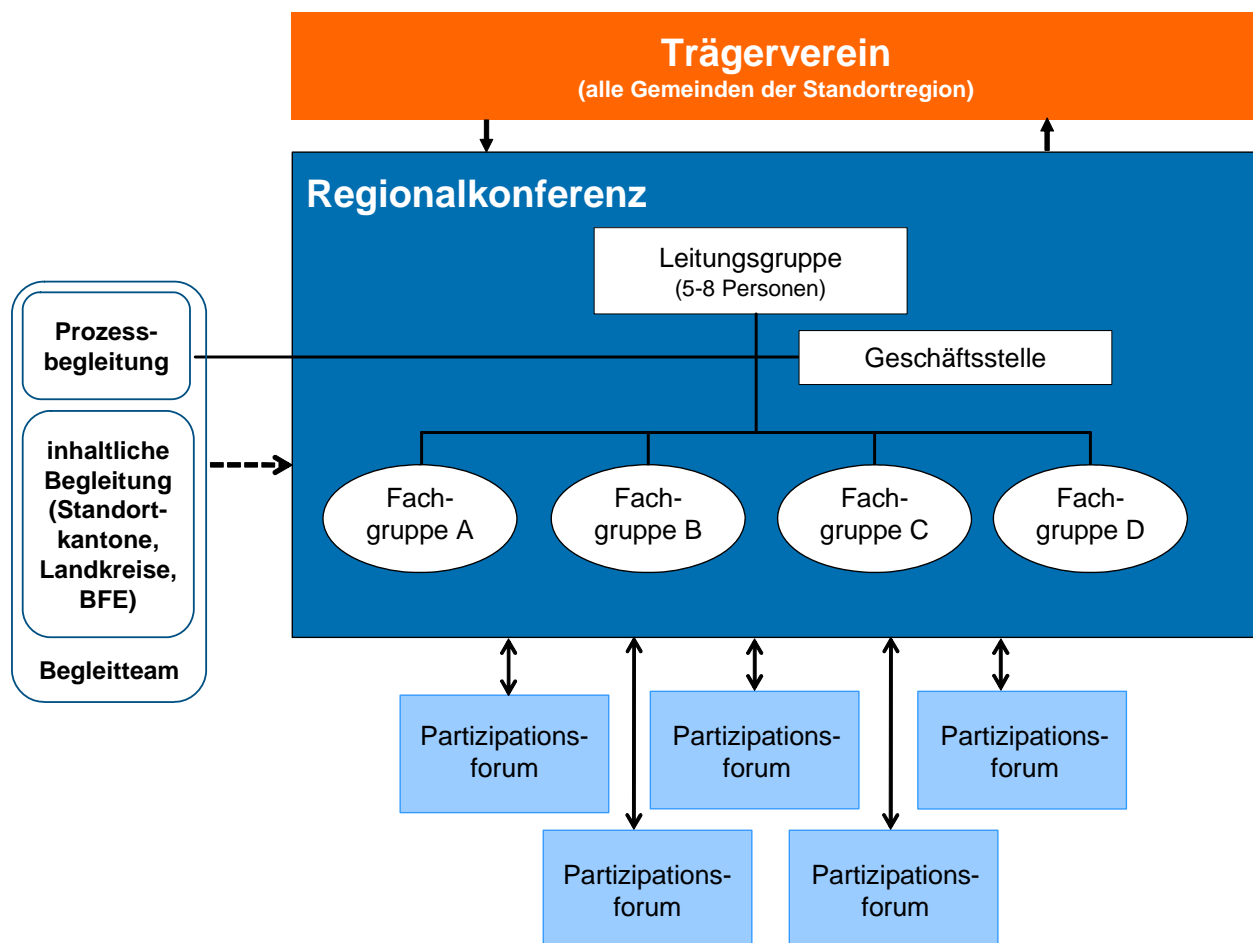 Trägerverein
(alle Gemeinden der Standortregion)
Regionalkonferenz
Leitungsgruppe
(5-8 Personen)
Prozess-
begleitung
Geschäftsstelle
inhaltliche
Begleitung
(Standort-
kantone,
Landkreise,
BFE)
Begleitteam
Fach-
gruppe A
Fach-
gruppe B
Fach-
gruppe C
Fach-
gruppe D
Partizipations-
forum
Partizipations-
forum
Partizipations-
forum
Partizipations-
forum
Partizipations-
forum